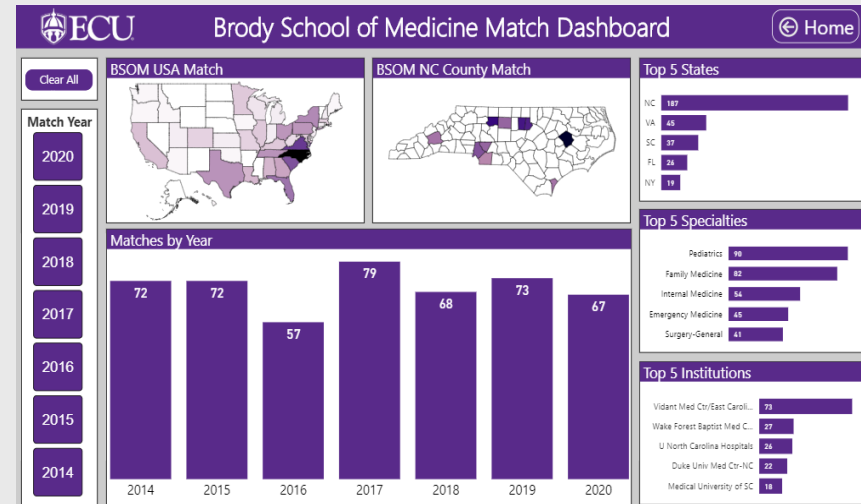 ECU
Brody School of Medicine Match Dashboard
Home
Clear All
Match Year
2020
2019
2018
2017
2016
2015
2014
BSOM USA Match
BSOM NC County Match
Matches by Year
72
72
57
79
68
73
67
2014
2015
2016
2017
2018
2019
2020
Top 5 States
NC 187
VA 45
SC 37
FL 26
NY 19
Top 5 Specialties
Pediatrics 98
Family Medicine 82
Internal Medicine 54
Emergency Medicine 45
Surgery-General 41
Top 5 Institutions
Vidant Med Ctr/East Caroli... 73
Wake Forest Baptist Med C... 27
U North Carolina Hospitals 26
Duke Univ Med Ctr-NC 22
Medical University of SC 18